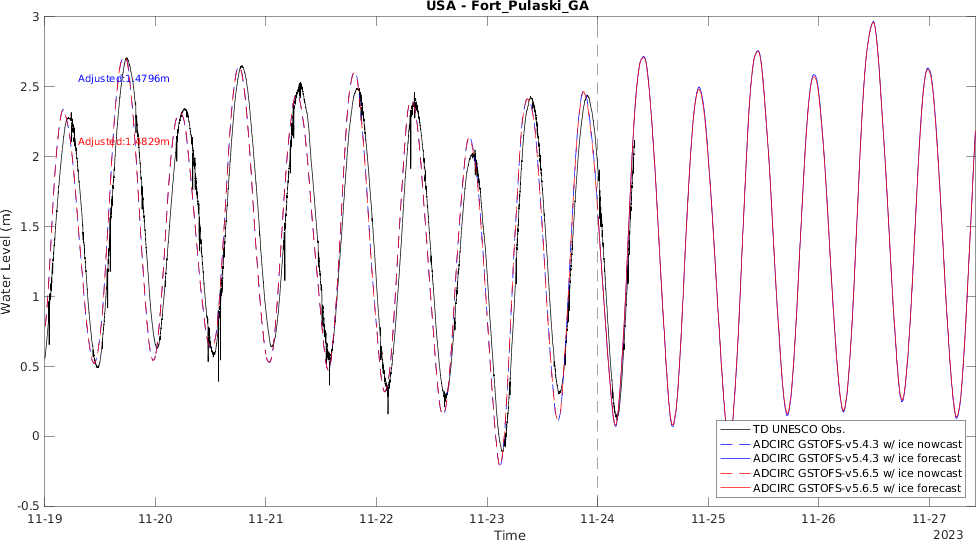 USA - Fort_Pulaski_GA
3
2.5
2
1.5
1
0.5
0
-0.5
Water Level (m)
Adjusted:1.4796m
Adjusted:1.4829m
TD UNESCO Obs.
ADCIRC GSTOFS-v5.4.3 w/ ice nowcast
ADCIRC GSTOFS-v5.4.3 w/ ice forecast
ADCIRC GSTOFS-v5.6.5 w/ ice nowcast
ADCIRC GSTOFS-v5.6.5 w/ ice forecast
11-19 11-20 11-21 11-22 11-23 11-24 11-25 11-26 11-27
Time
2023